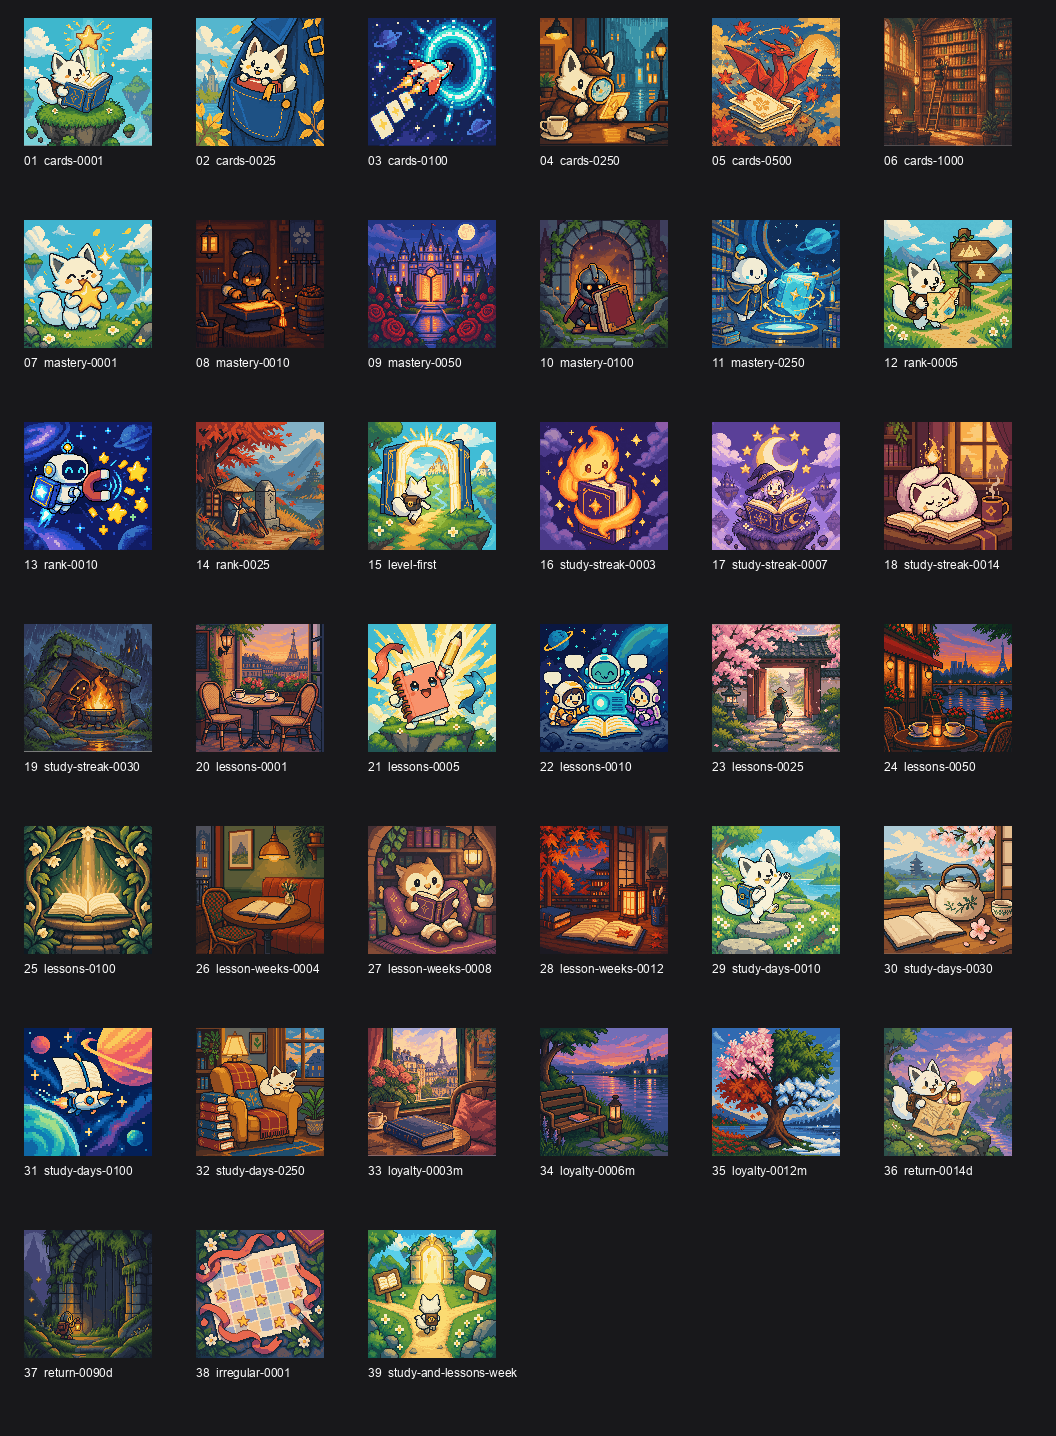 01 cards-0001
02 cards-0025
03 cards-0100
04 cards-0250
05 cards-0500
06 cards-1000
07 mastery-0001
08 mastery-0010
09 mastery-0050
10 mastery-0100
11 mastery-0250
12 rank-0005
13 rank-0010
14 rank-0025
15 level-first
16 study-streak-0003
17 study-streak-0007
18 study-streak-0014
19 study-streak-0030
20 lessons-0001
21 lessons-0005
22 lessons-0010
23 lessons-0025
24 lessons-0050
25 lessons-0100
26 lesson-weeks-0004
27 lesson-weeks-0008
28 lesson-weeks-0012
29 study-days-0010
30 study-days-0030
31 study-days-0100
32 study-days-0250
33 loyalty-0003m
34 loyalty-0006m
35 loyalty-0012m
36 return-0014d
37 return-0090d
38 irregular-0001
39 study-and-lessons-week